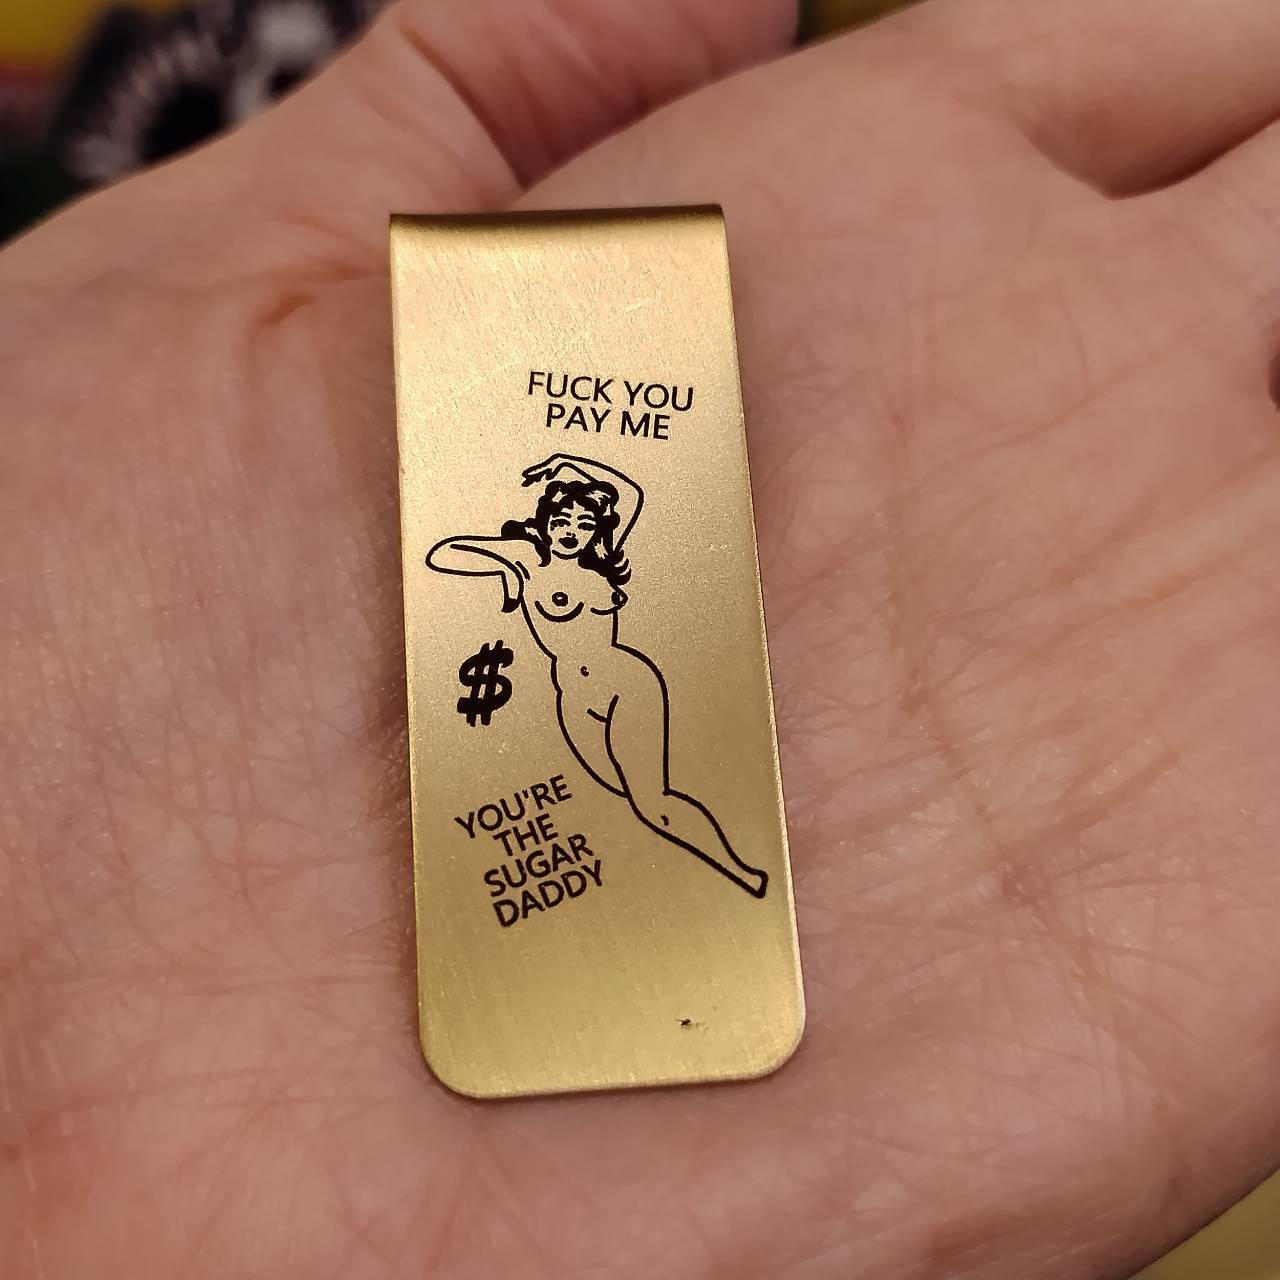 FUCK YOU
PAY ME
$
YOU'RE
THE
SUGAR
DADDY